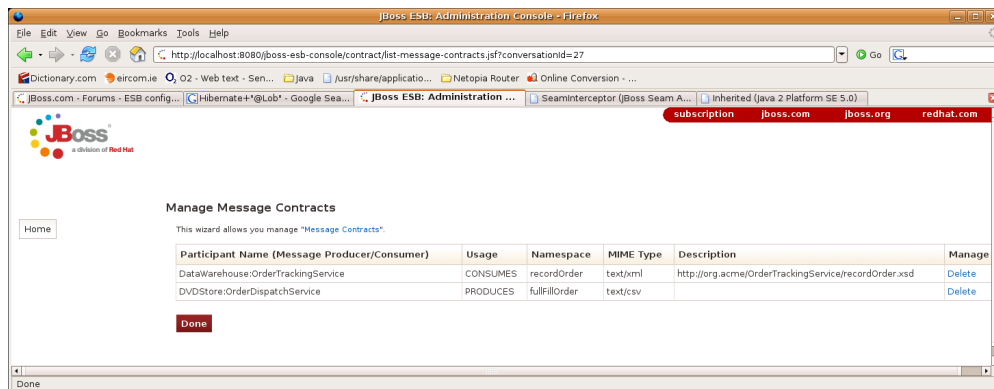 JBoss ESB: Administration Console - Firefox
File Edit View Go Bookmarks Tools Help
http://localhost:8080/jboss-esb-console/contract/list-message-contracts.jsf?conversationId=27
Go
Dictionary.com eircom.ie O2 - Web text - Sen... Java /usr/share/applicatio... Netopia Router Online Conversion - ...
JBoss.com - Forums - ESB config... Hibernate+"@Lob" - Google Sea... JBoss ESB: Administration ... SeamInterceptor (JBoss Seam A... Inherited (Java 2 Platform SE 5.0)
subscription jboss.com jboss.org redhat.com
JBoss
a division of Red Hat
Manage Message Contracts
Home
This wizard allows you manage "Message Contracts".
Participant Name (Message Producer/Consumer) Usage Namespace MIME Type Description Manage
DataWarehouse:OrderTrackingService CONSUMES recordOrder text/xml http://org.acme/OrderTrackingService/recordOrder.xsd Delete
DVDStore:OrderDispatchService PRODUCES fullFillOrder text/csv Delete
Done
Done